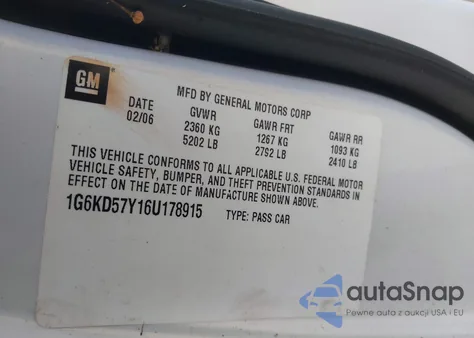 GM
MFD BY GENERAL MOTORS CORP
DATE GVWR GAWR FRT GAWR RR
02/06 2360 KG 1267 KG 1093 KG
5202 LB 2792 LB 2410 LB
THIS VEHICLE CONFORMS TO ALL APPLICABLE U.S. FEDERAL MOTOR
VEHICLE SAFETY, BUMPER, AND THEFT PREVENTION STANDARDS IN
EFFECT ON THE DATE OF MANUFACTURE SHOWN ABOVE.
1G6KD57Y16U178915 TYPE: PASS CAR
autaSnap
Pewne auta z aukcji USA i EU